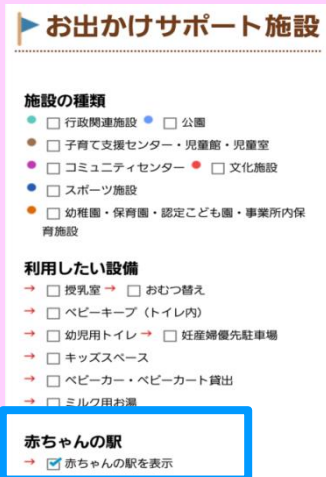 お出かけサポート施設
施設の種類
行政関連施設 公園
子育て支援センター・児童館・児童室
コミュニティセンター 文化施設
スポーツ施設
幼稚園・保育園・認定こども園・事業所内保
育施設
利用したい設備
→ 授乳室 → おむつ替え
→ ベビーキープ（トイレ内）
→ 幼児用トイレ → 妊産婦優先駐車場
→ キッズスペース
→ ベビーカー・ベビーカート貸出
→ ミルク用お湯
赤ちゃんの駅
→ 赤ちゃんの駅を表示